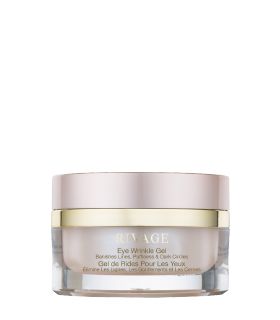 RIVAGE
Eye Wrinkle Gel
Banishes Lines, Puffiness & Dark Circles
Gel de Rides Pour Les Yeux
Élimine Les Lignes, Les Gonflements et Les Cernes